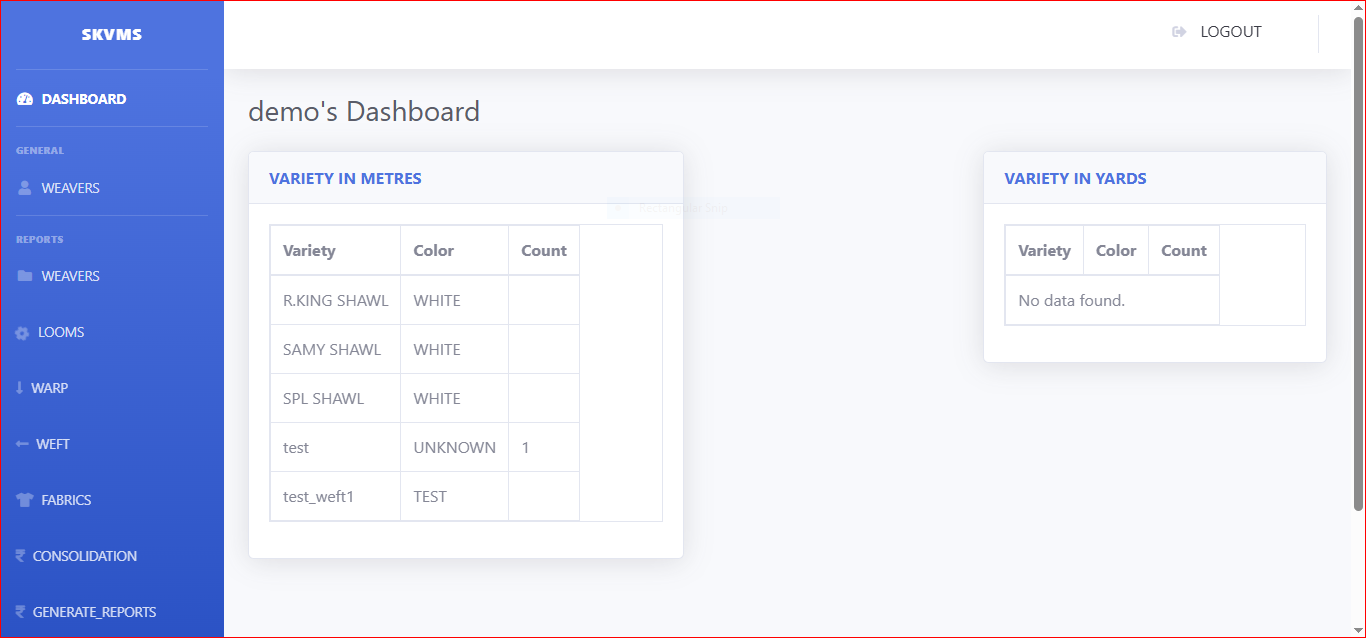 SKVMS
LOGOUT
DASHBOARD
GENERAL
WEAVERS
REPORTS
WEAVERS
LOOMS
WARP
WEFT
FABRICS
CONSOLIDATION
GENERATE_REPORTS
demo's Dashboard
VARIETY IN METRES
Variety Color Count
R.KING SHAWL WHITE
SAMY SHAWL WHITE
SPL SHAWL WHITE
test UNKNOWN 1
test_weft1 TEST
VARIETY IN YARDS
Variety Color Count
No data found.
Rectangular Snip